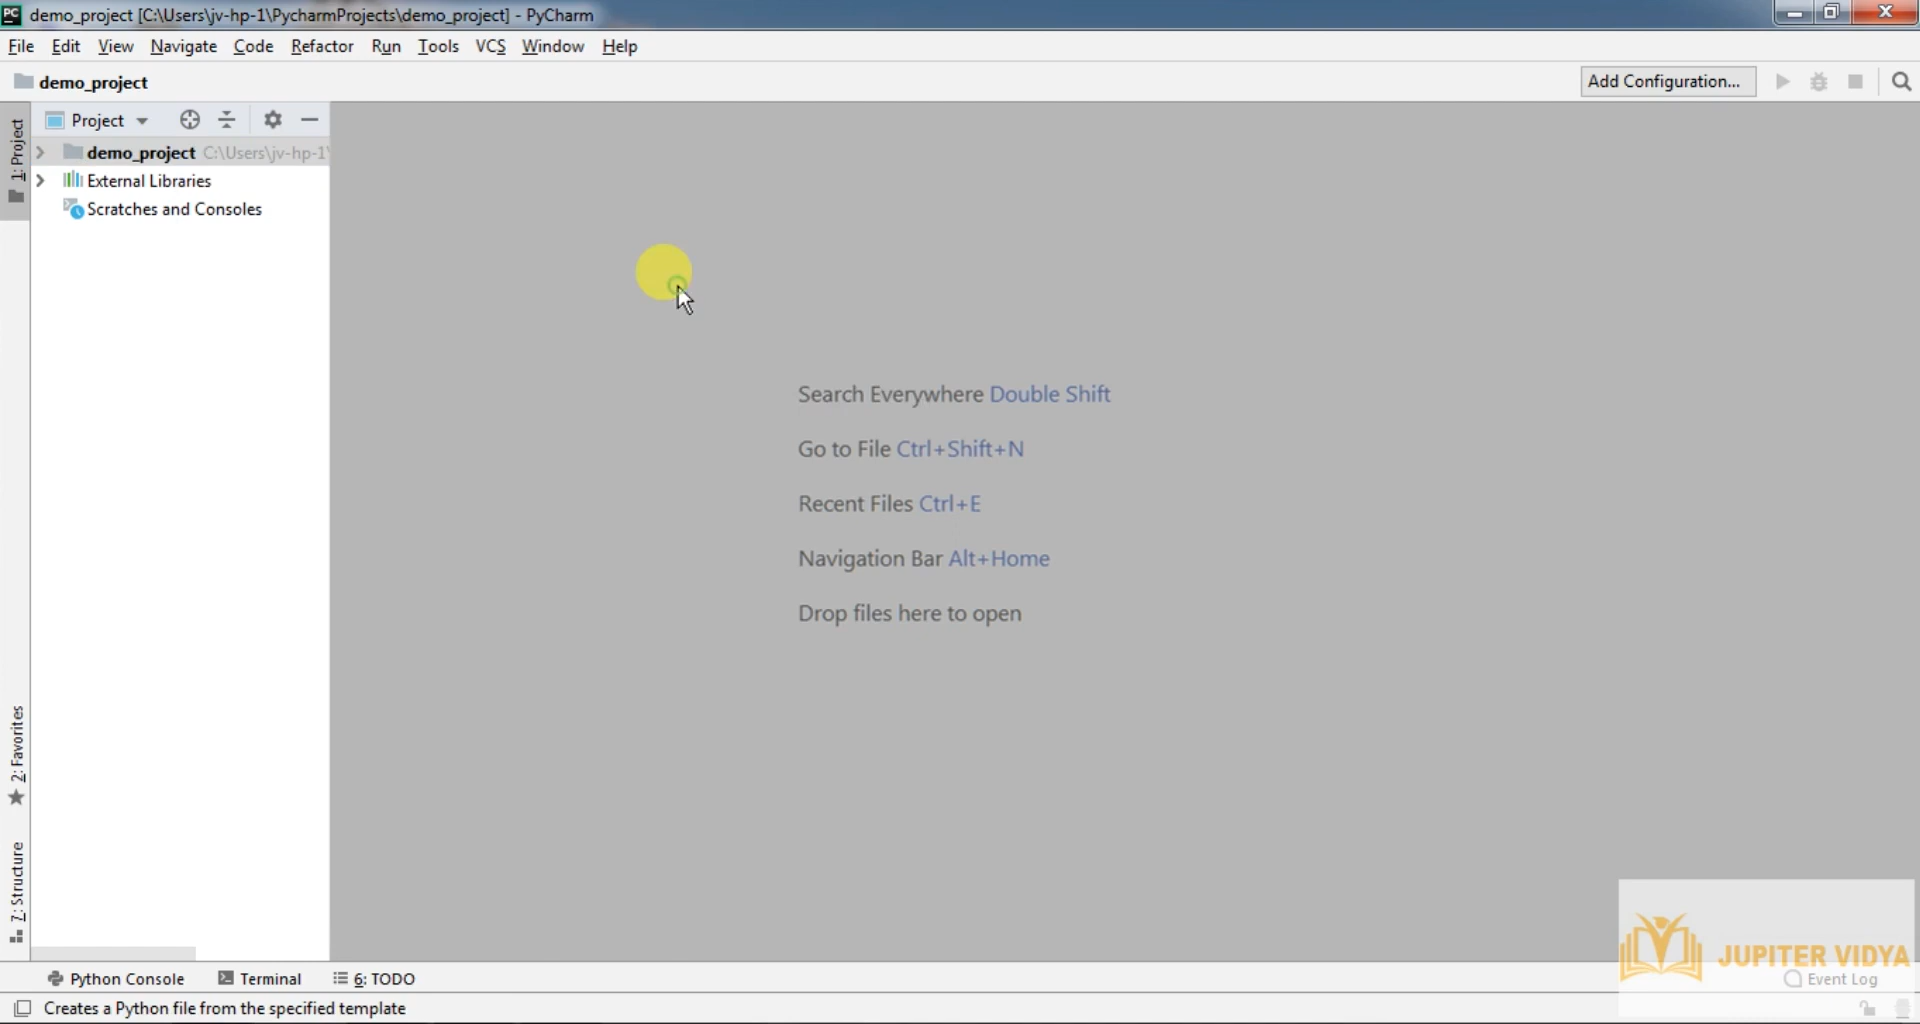 demo_project [C:\Users\jv-hp-1\PycharmProjects\demo_project] - PyCharm
File Edit View Navigate Code Refactor Run Tools VCS Window Help
demo_project
Add Configuration...
Project
demo_project C:\Users\jv-hp-1\
External Libraries
Scratches and Consoles
1: Project
Search Everywhere Double Shift
Go to File Ctrl+Shift+N
Recent Files Ctrl+E
Navigation Bar Alt+Home
Drop files here to open
2: Favorites
7: Structure
JUPITER VIDYA
Python Console Terminal 6: TODO
Event Log
Creates a Python file from the specified template